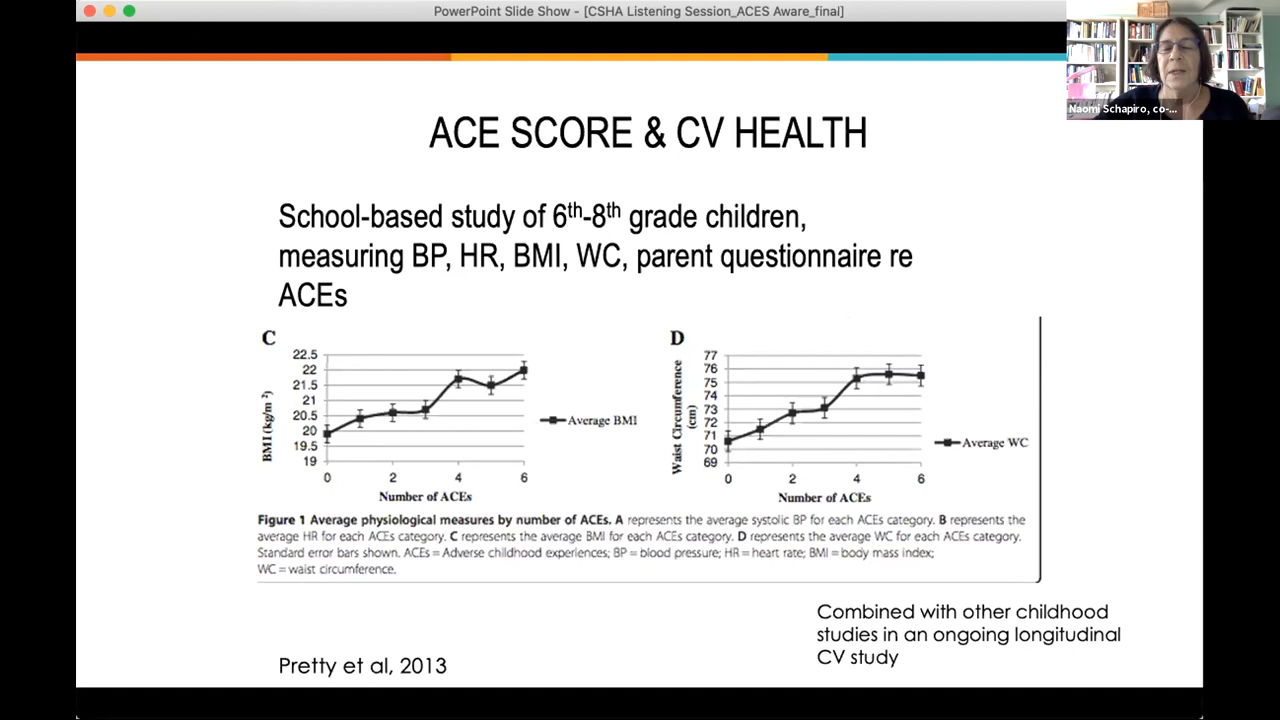 PowerPoint Slide Show - [CSHA Listening Session_ACES Aware_final]
Naomi Schapiro, co-...
ACE SCORE & CV HEALTH
School-based study of 6th-8th grade children,
measuring BP, HR, BMI, WC, parent questionnaire re
ACEs
C
22.5
22
21.5
21
20.5
20
19.5
19
BMI (kg/m²)
0 2 4 6
Number of ACEs
Average BMI
D
77
76
75
74
73
72
71
70
69
Waist Circumference
(cm)
0 2 4 6
Number of ACEs
Average WC
Figure 1 Average physiological measures by number of ACEs. A represents the average systolic BP for each ACEs category. B represents the
average HR for each ACEs category. C represents the average BMI for each ACEs category. D represents the average WC for each ACEs category.
Standard error bars shown. ACEs = Adverse childhood experiences; BP = blood pressure; HR = heart rate; BMI = body mass index;
WC = waist circumference.
Combined with other childhood
studies in an ongoing longitudinal
CV study
Pretty et al, 2013